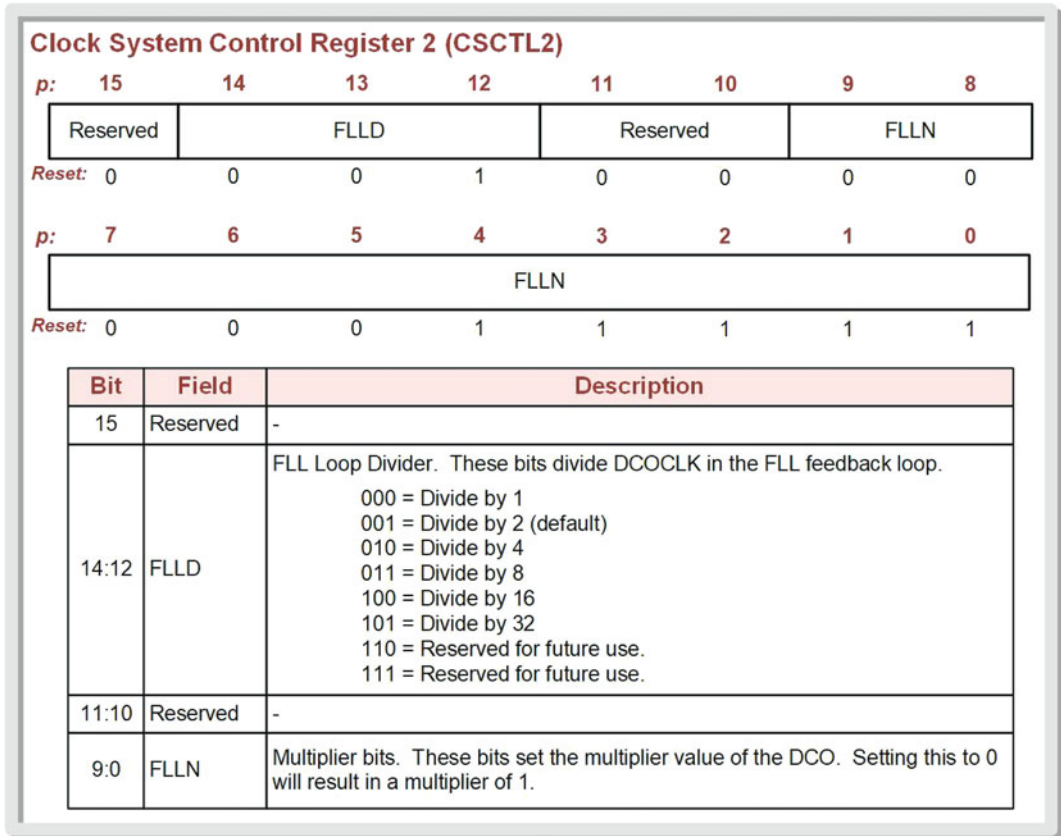 Clock System Control Register 2 (CSCTL2)
p: 15 14 13 12 11 10 9 8
Reserved FLLD Reserved FLLN
Reset: 0 0 0 1 0 0 0 0
p: 7 6 5 4 3 2 1 0
FLLN
Reset: 0 0 0 1 1 1 1 1
Bit Field Description
15 Reserved -
FLL Loop Divider. These bits divide DCOCLK in the FLL feedback loop.
000 = Divide by 1
001 = Divide by 2 (default)
010 = Divide by 4
14:12 FLLD 011 = Divide by 8
100 = Divide by 16
101 = Divide by 32
110 = Reserved for future use.
111 = Reserved for future use.
11:10 Reserved -
9:0 FLLN Multiplier bits. These bits set the multiplier value of the DCO. Setting this to 0
will result in a multiplier of 1.